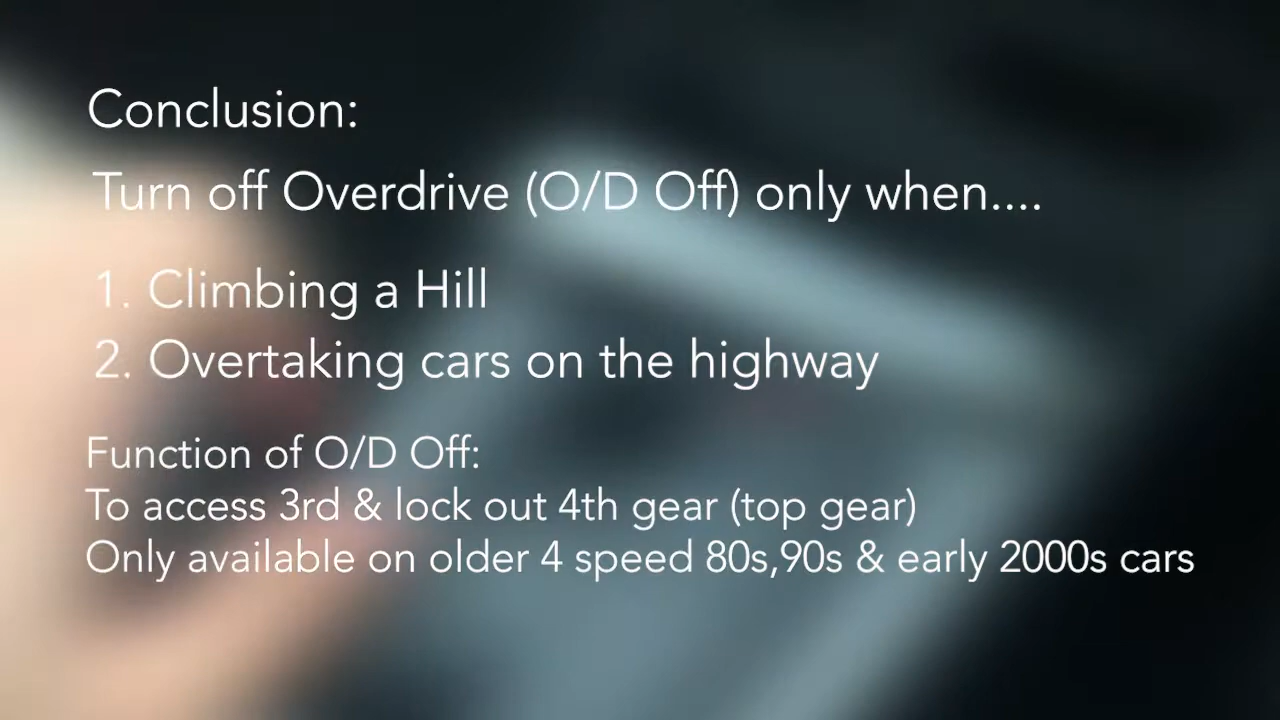 Conclusion:
Turn off Overdrive (O/D Off) only when....
1. Climbing a Hill
2. Overtaking cars on the highway
Function of O/D Off:
To access 3rd & lock out 4th gear (top gear)
Only available on older 4 speed 80s,90s & early 2000s cars